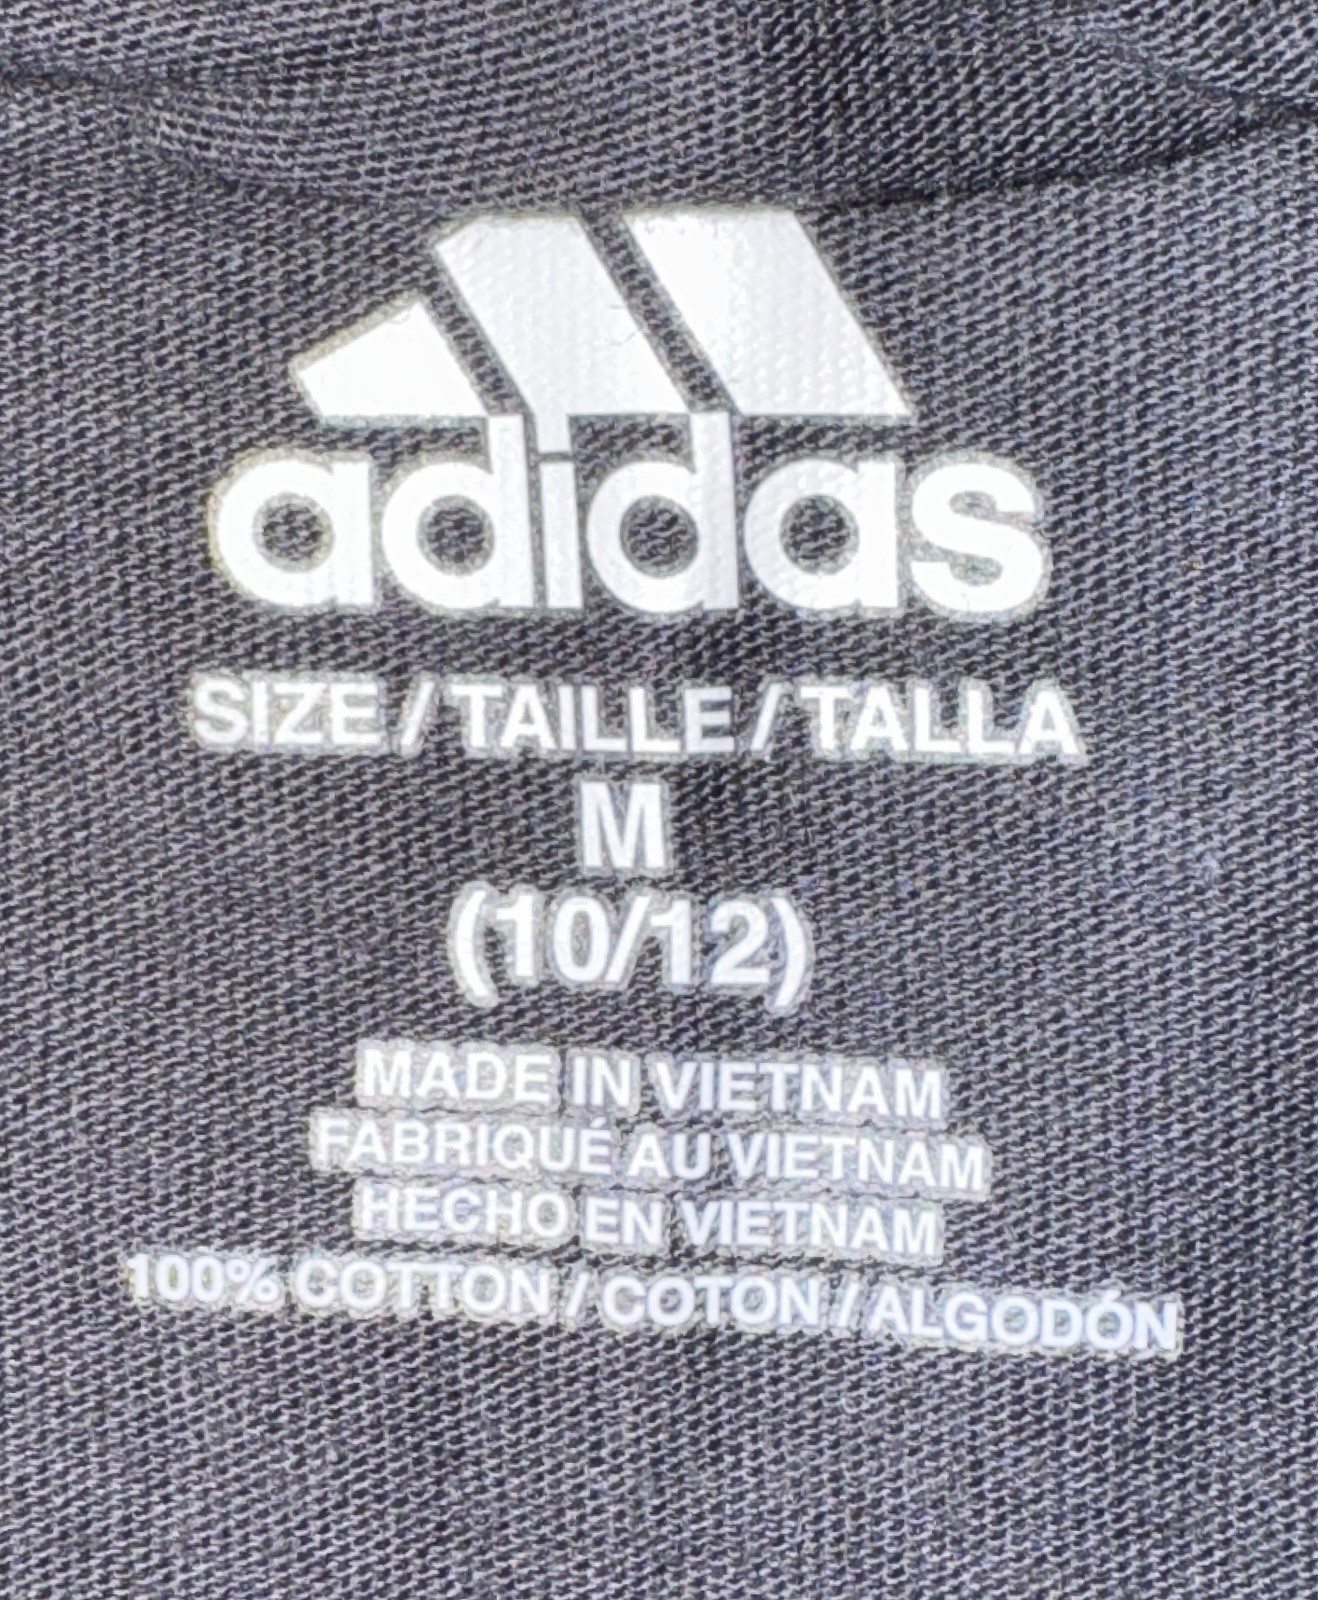 adidas
SIZE / TAILLE / TALLA
M
(10/12)
MADE IN VIETNAM
FABRIQUÉ AU VIETNAM
HECHO EN VIETNAM
100% COTTON / COTON / ALGODÓN